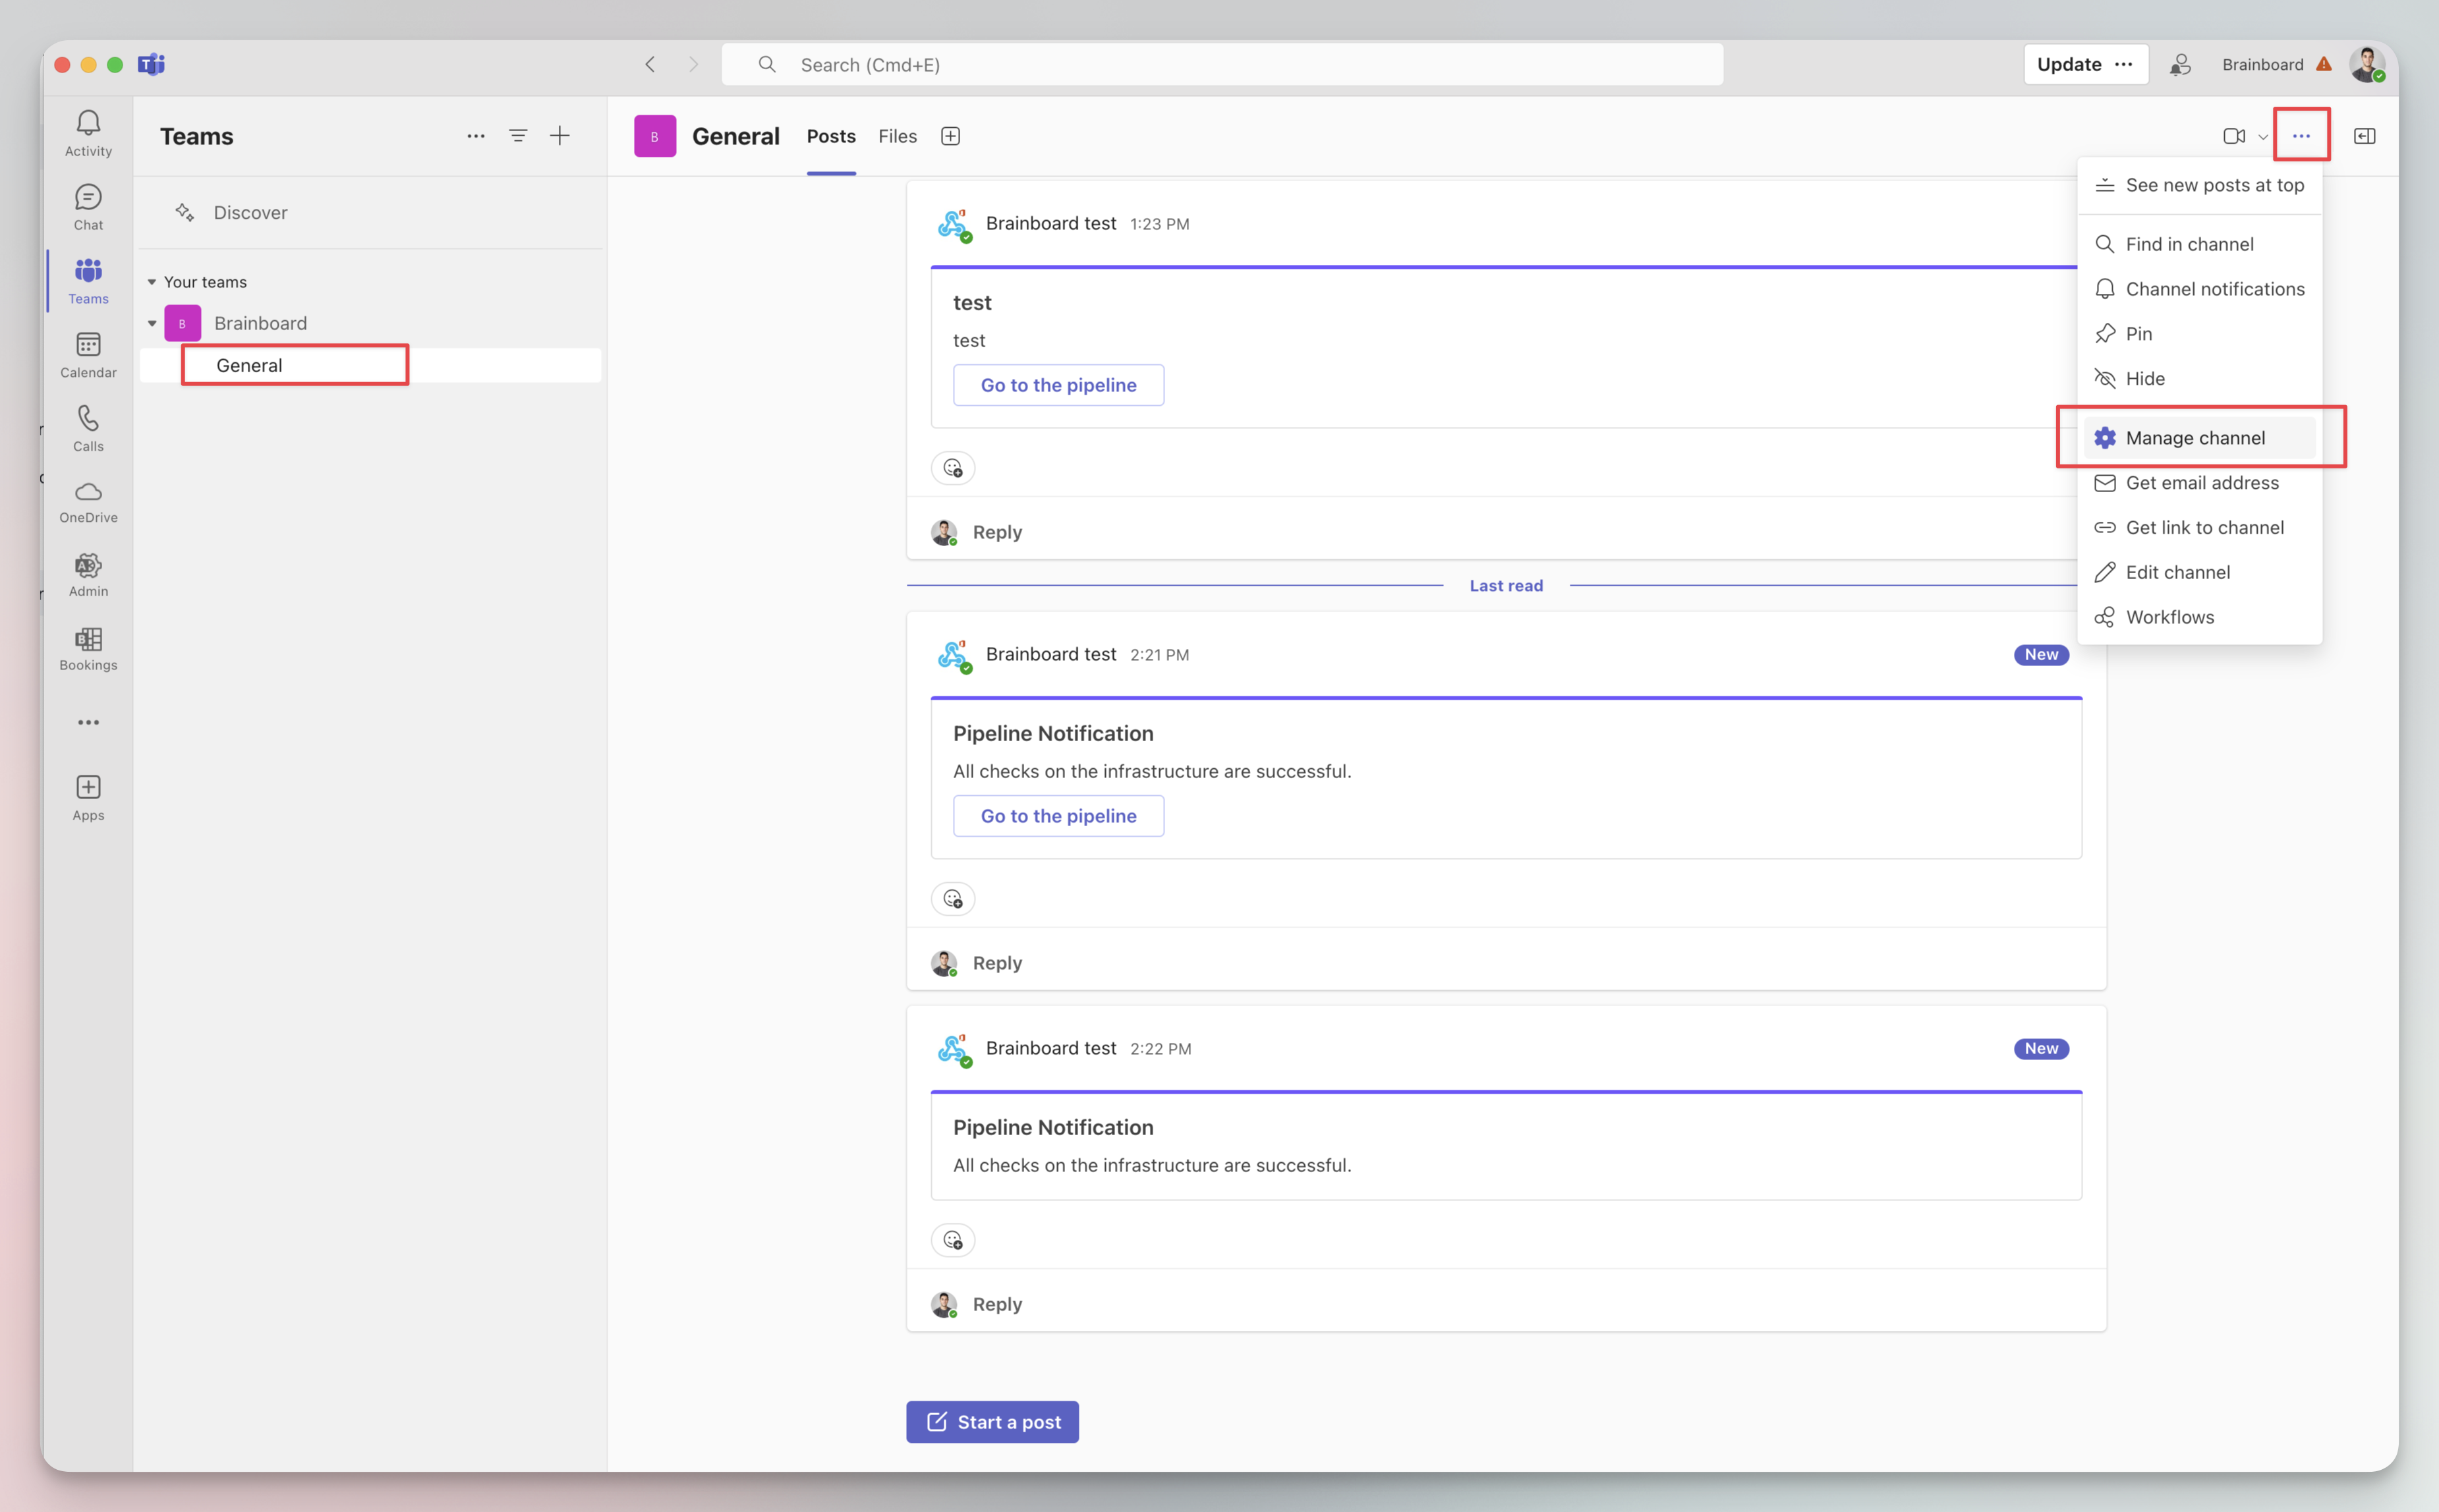 Search (Cmd+E)
Update
Brainboard
Activity
Chat
Teams
Calendar
Calls
OneDrive
Admin
Bookings
Apps
Teams
Discover
Your teams
B Brainboard
General
B General Posts Files
See new posts at top
Find in channel
Channel notifications
Pin
Hide
Manage channel
Get email address
Get link to channel
Edit channel
Workflows
Brainboard test 1:23 PM
test
test
Go to the pipeline
Reply
Last read
Brainboard test 2:21 PM New
Pipeline Notification
All checks on the infrastructure are successful.
Go to the pipeline
Reply
Brainboard test 2:22 PM New
Pipeline Notification
All checks on the infrastructure are successful.
Reply
Start a post